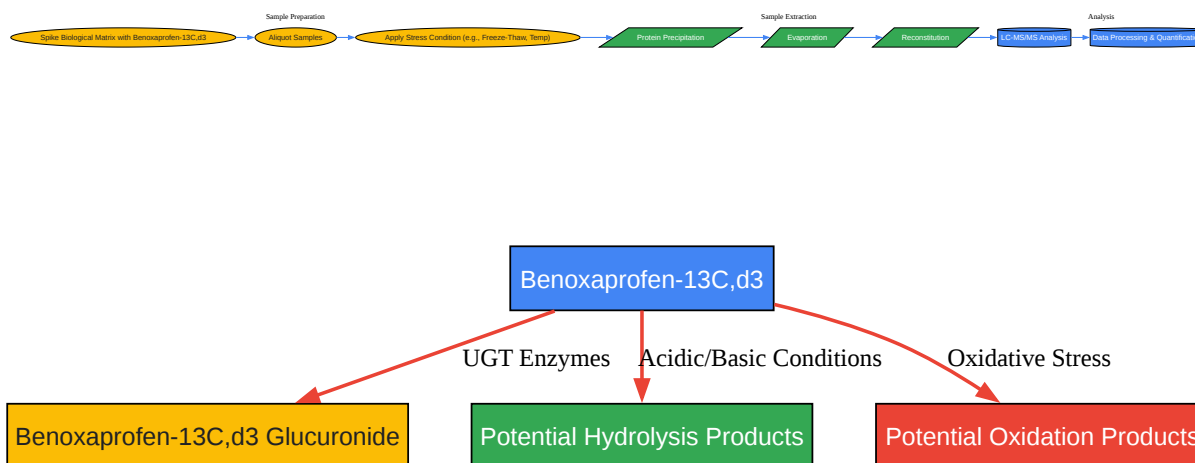 Sample Preparation
Sample Extraction
Analysis
Spike Biological Matrix with Benoxaprofen-13C,d3
Aliquot Samples
Apply Stress Condition (e.g., Freeze-Thaw, Temp)
Protein Precipitation
Evaporation
Reconstitution
LC-MS/MS Analysis
Data Processing & Quantificatio
Benoxaprofen-13C,d3
UGT Enzymes
Acidic/Basic Conditions
Oxidative Stress
Benoxaprofen-13C,d3 Glucuronide
Potential Hydrolysis Products
Potential Oxidation Products